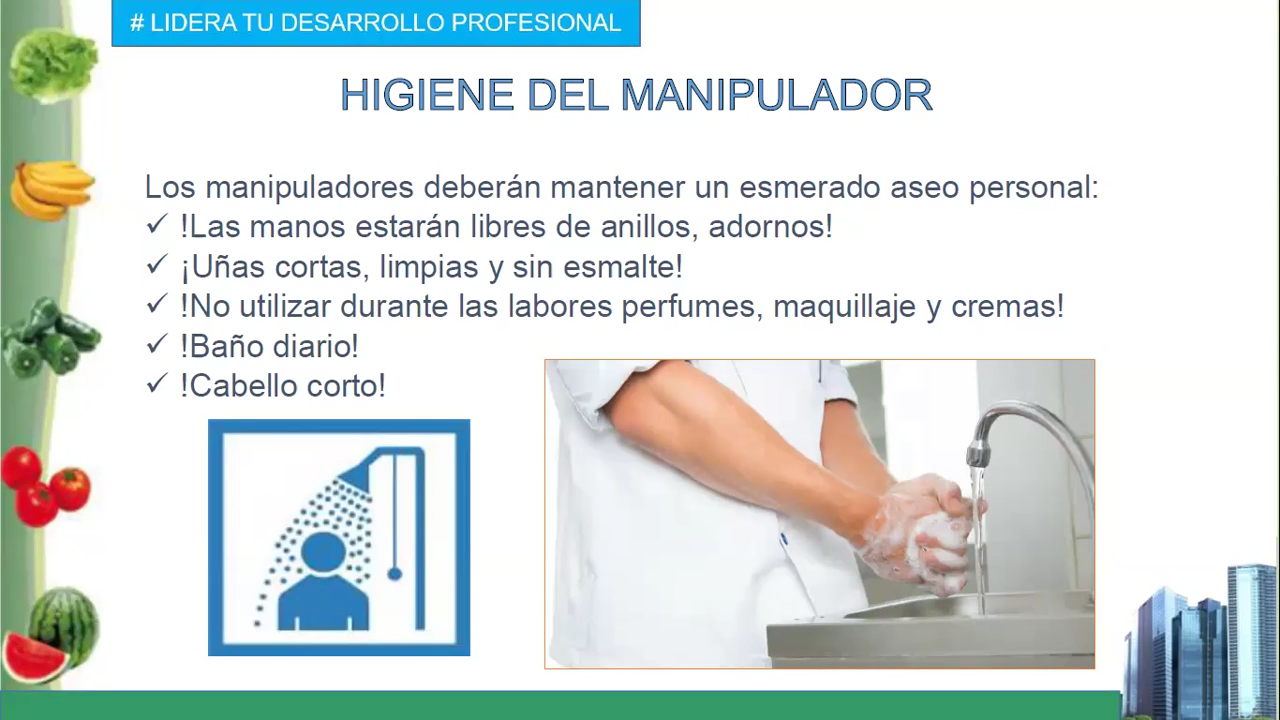 # LIDERA TU DESARROLLO PROFESIONAL
HIGIENE DEL MANIPULADOR
Los manipuladores deberán mantener un esmerado aseo personal:
✓ !Las manos estarán libres de anillos, adornos!
✓ ¡Uñas cortas, limpias y sin esmalte!
✓ !No utilizar durante las labores perfumes, maquillaje y cremas!
✓ !Baño diario!
✓ !Cabello corto!